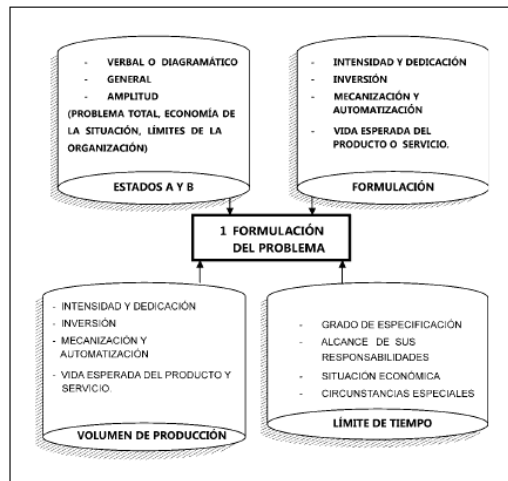 - VERBAL O DIAGRAMÁTICO
- GENERAL
- AMPLITUD
(PROBLEMA TOTAL, ECONOMÍA DE
LA SITUACIÓN, LÍMITES DE LA
ORGANIZACIÓN)
ESTADOS A Y B
- INTENSIDAD Y DEDICACIÓN
- INVERSIÓN
- MECANIZACIÓN Y
AUTOMATIZACIÓN
- VIDA ESPERADA DEL
PRODUCTO O SERVICIO.
FORMULACIÓN
1 FORMULACIÓN
DEL PROBLEMA
- INTENSIDAD Y DEDICACIÓN
- INVERSIÓN
- MECANIZACIÓN Y
AUTOMATIZACIÓN
- VIDA ESPERADA DEL PRODUCTO Y
SERVICIO.
VOLUMEN DE PRODUCCIÓN
- GRADO DE ESPECIFICACIÓN
- ALCANCE DE SUS
RESPONSABILIDADES
- SITUACIÓN ECONÓMICA
- CIRCUNSTANCIAS ESPECIALES
LÍMITE DE TIEMPO